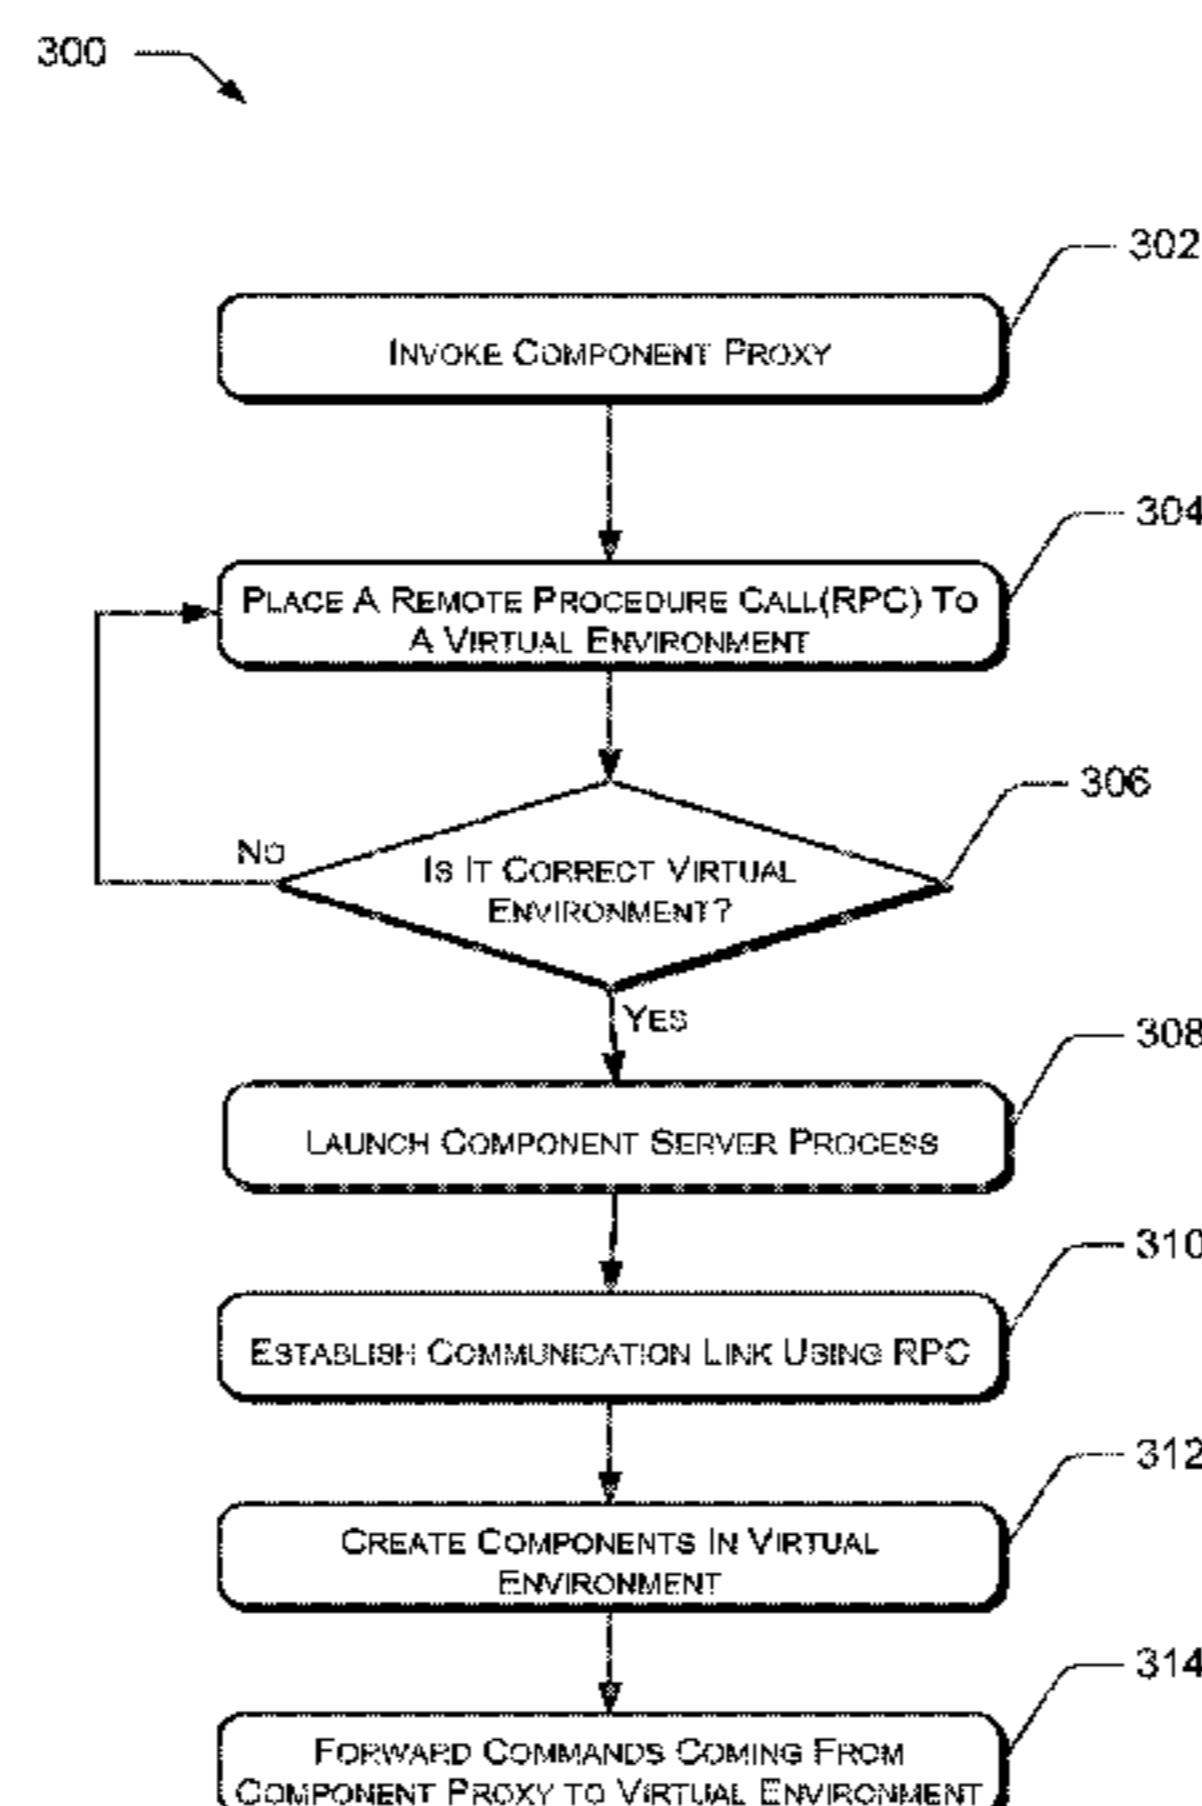 300
302
INVOKE COMPONENT PROXY
304
PLACE A REMOTE PROCEDURE CALL(RPC) TO
A VIRTUAL ENVIRONMENT
306
NO
IS IT CORRECT VIRTUAL
ENVIRONMENT?
YES
308
LAUNCH COMPONENT SERVER PROCESS
310
ESTABLISH COMMUNICATION LINK USING RPC
312
CREATE COMPONENTS IN VIRTUAL
ENVIRONMENT
314
FORWARD COMMANDS COMING FROM
COMPONENT PROXY TO VIRTUAL ENVIRONMENT